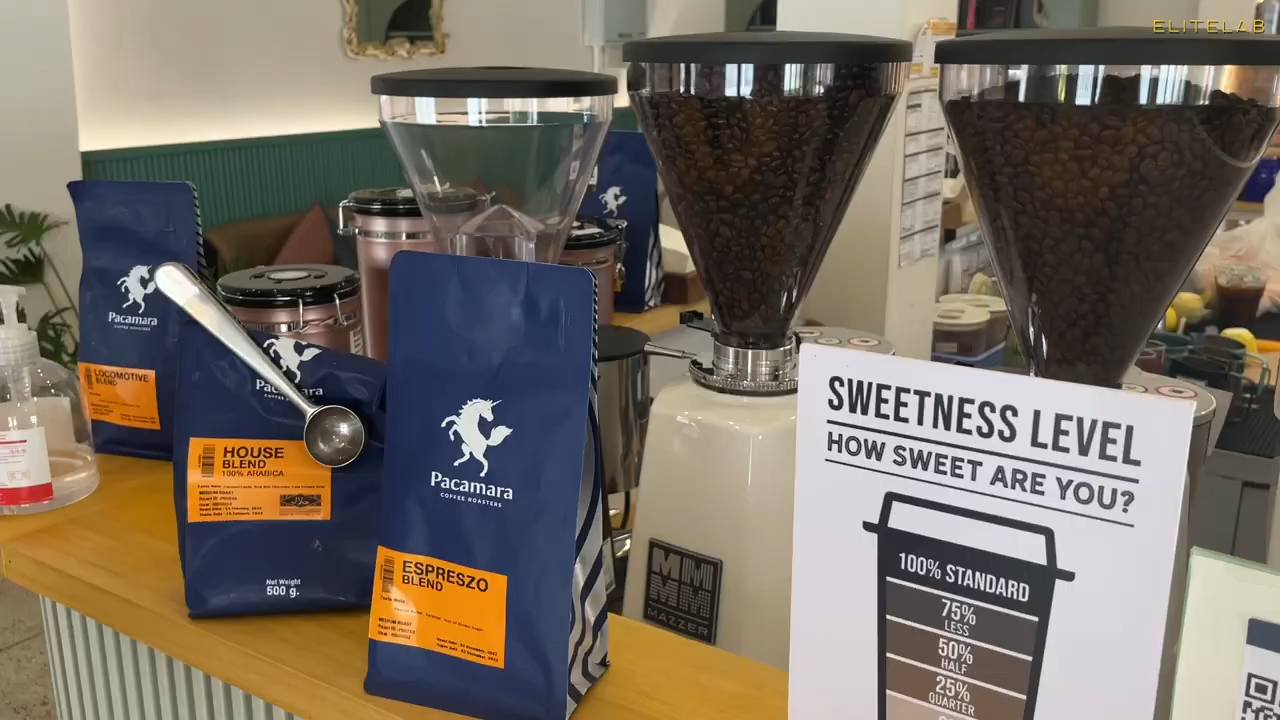 ELITELAB
Pacamara
COFFEE ROASTERS
LOCOMOTIVE
BLEND
Pacamara
HOUSE
BLEND
100% ARABICA
MEDIUM ROAST
Net Weight
500 g.
Pacamara
COFFEE ROASTERS
ESPRESZO
BLEND
MEDIUM ROAST
MAZZER
SWEETNESS LEVEL
HOW SWEET ARE YOU?
100% STANDARD
75%
LESS
50%
HALF
25%
QUARTER